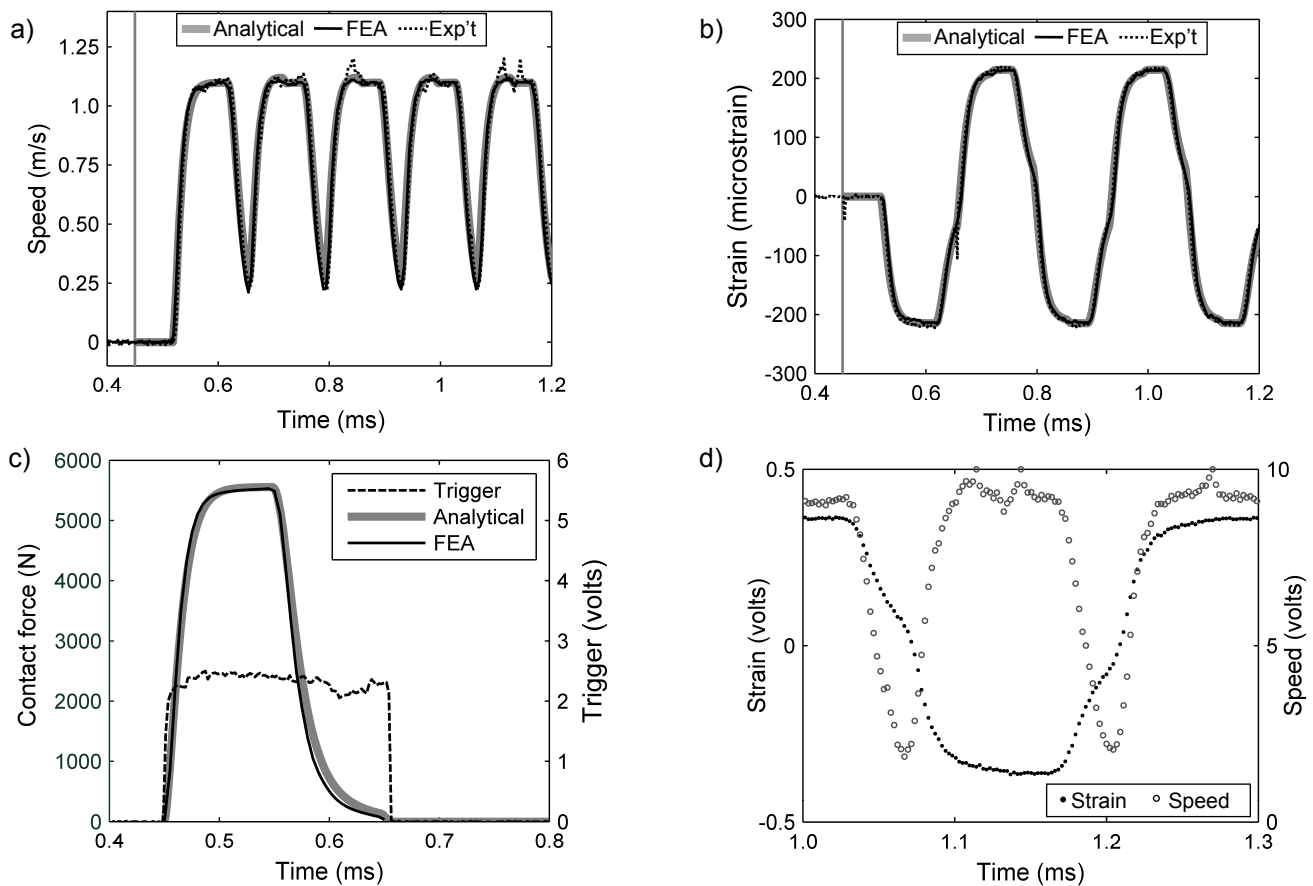 a)
Analytical FEA Exp't
1.25
1.0
0.75
0.50
0.25
0
Speed (m/s)
0.4 0.6 0.8 1 1.2
Time (ms)
b)
Analytical FEA Exp't
300
200
100
0
-100
-200
-300
Strain (microstrain)
0.4 0.6 0.8 1.0 1.2
Time (ms)
c)
6000
5000
4000
3000
2000
1000
0
Contact force (N)
Trigger
Analytical
FEA
6
5
4
3
2
1
0
Trigger (volts)
0.4 0.5 0.6 0.7 0.8
Time (ms)
d)
0.5
0
-0.5
Strain (volts)
10
5
0
Speed (volts)
Strain Speed
1.0 1.1 1.2 1.3
Time (ms)